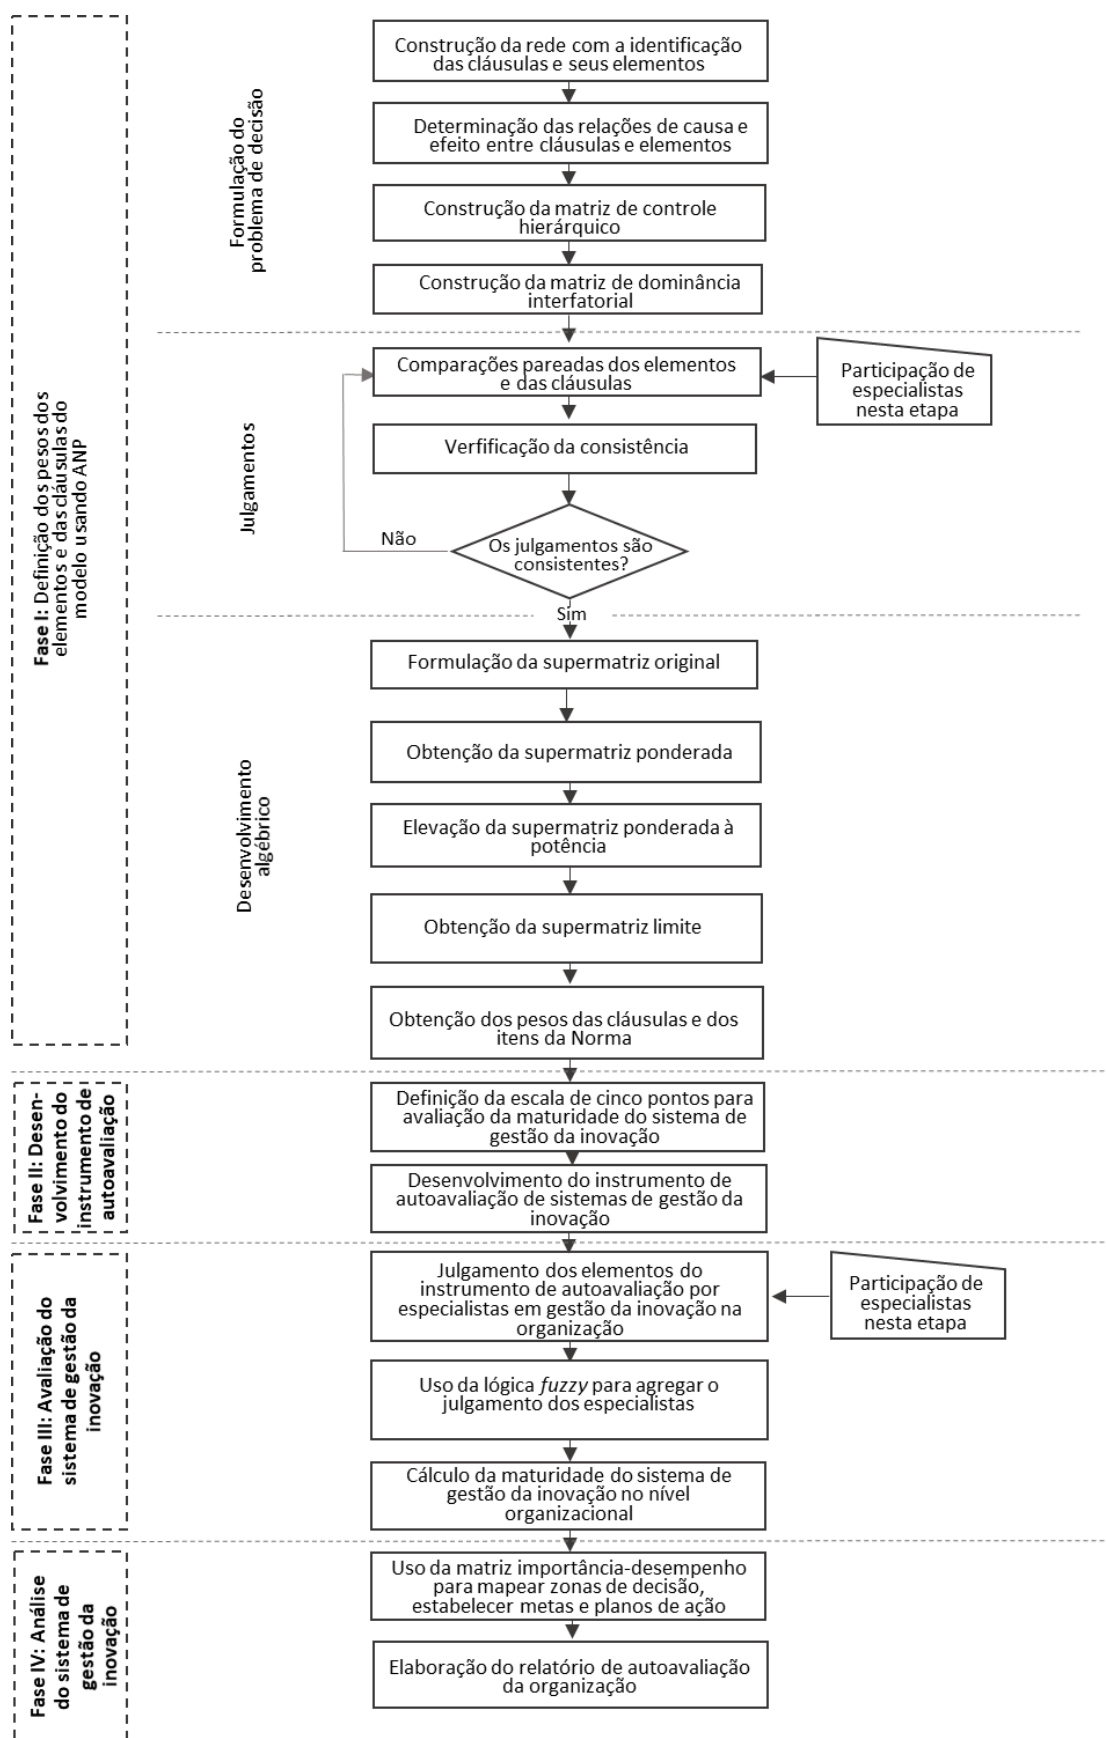 Fase I: Definição dos pesos dos
elementos e das cláusulas do
modelo usando ANP
Formulação do
problema de decisão
Construção da rede com a identificação
das cláusulas e seus elementos
Determinação das relações de causa e
efeito entre cláusulas e elementos
Construção da matriz de controle
hierárquico
Construção da matriz de dominância
interfatorial
Julgamentos
Comparações pareadas dos elementos
e das cláusulas
Participação de
especialistas
nesta etapa
Verfificação da consistência
Os julgamentos são
consistentes?
Não
Sim
Desenvolvimento
algébrico
Formulação da supermatriz original
Obtenção da supermatriz ponderada
Elevação da supermatriz ponderada à
potência
Obtenção da supermatriz limite
Obtenção dos pesos das cláusulas e dos
itens da Norma
Fase II: Desen-
volvimento do
instrumento de
autoavaliação
Definição da escala de cinco pontos para
avaliação da maturidade do sistema de
gestão da inovação
Desenvolvimento do instrumento de
autoavaliação de sistemas de gestão da
inovação
Fase III: Avaliação do
sistema de gestão da
inovação
Julgamento dos elementos do
instrumento de autoavaliação por
especialistas em gestão da inovação na
organização
Participação de
especialistas
nesta etapa
Uso da lógica fuzzy para agregar o
julgamento dos especialistas
Cálculo da maturidade do sistema de
gestão da inovação no nível
organizacional
Fase IV: Análise
do sistema de
gestão da
inovação
Uso da matriz importância-desempenho
para mapear zonas de decisão,
estabelecer metas e planos de ação
Elaboração do relatório de autoavaliação
da organização